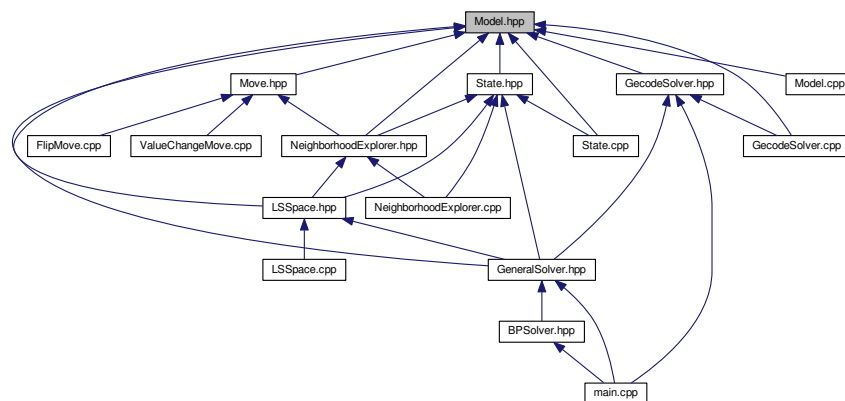 Model.hpp
Move.hpp
State.hpp
GecodeSolver.hpp
Model.cpp
FlipMove.cpp
ValueChangeMove.cpp
NeighborhoodExplorer.hpp
State.cpp
GecodeSolver.cpp
LSSpace.hpp
NeighborhoodExplorer.cpp
LSSpace.cpp
GeneralSolver.hpp
BPSolver.hpp
main.cpp